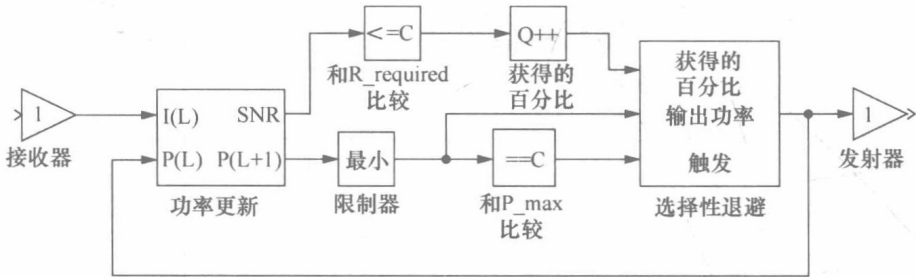 <=C
和R_required
比较
Q++
获得的
百分比
1
接收器
I(L) SNR
P(L) P(L+1)
功率更新
最小
限制器
==C
和P_max
比较
获得的
百分比
输出功率
触发
选择性退避
1
发射器